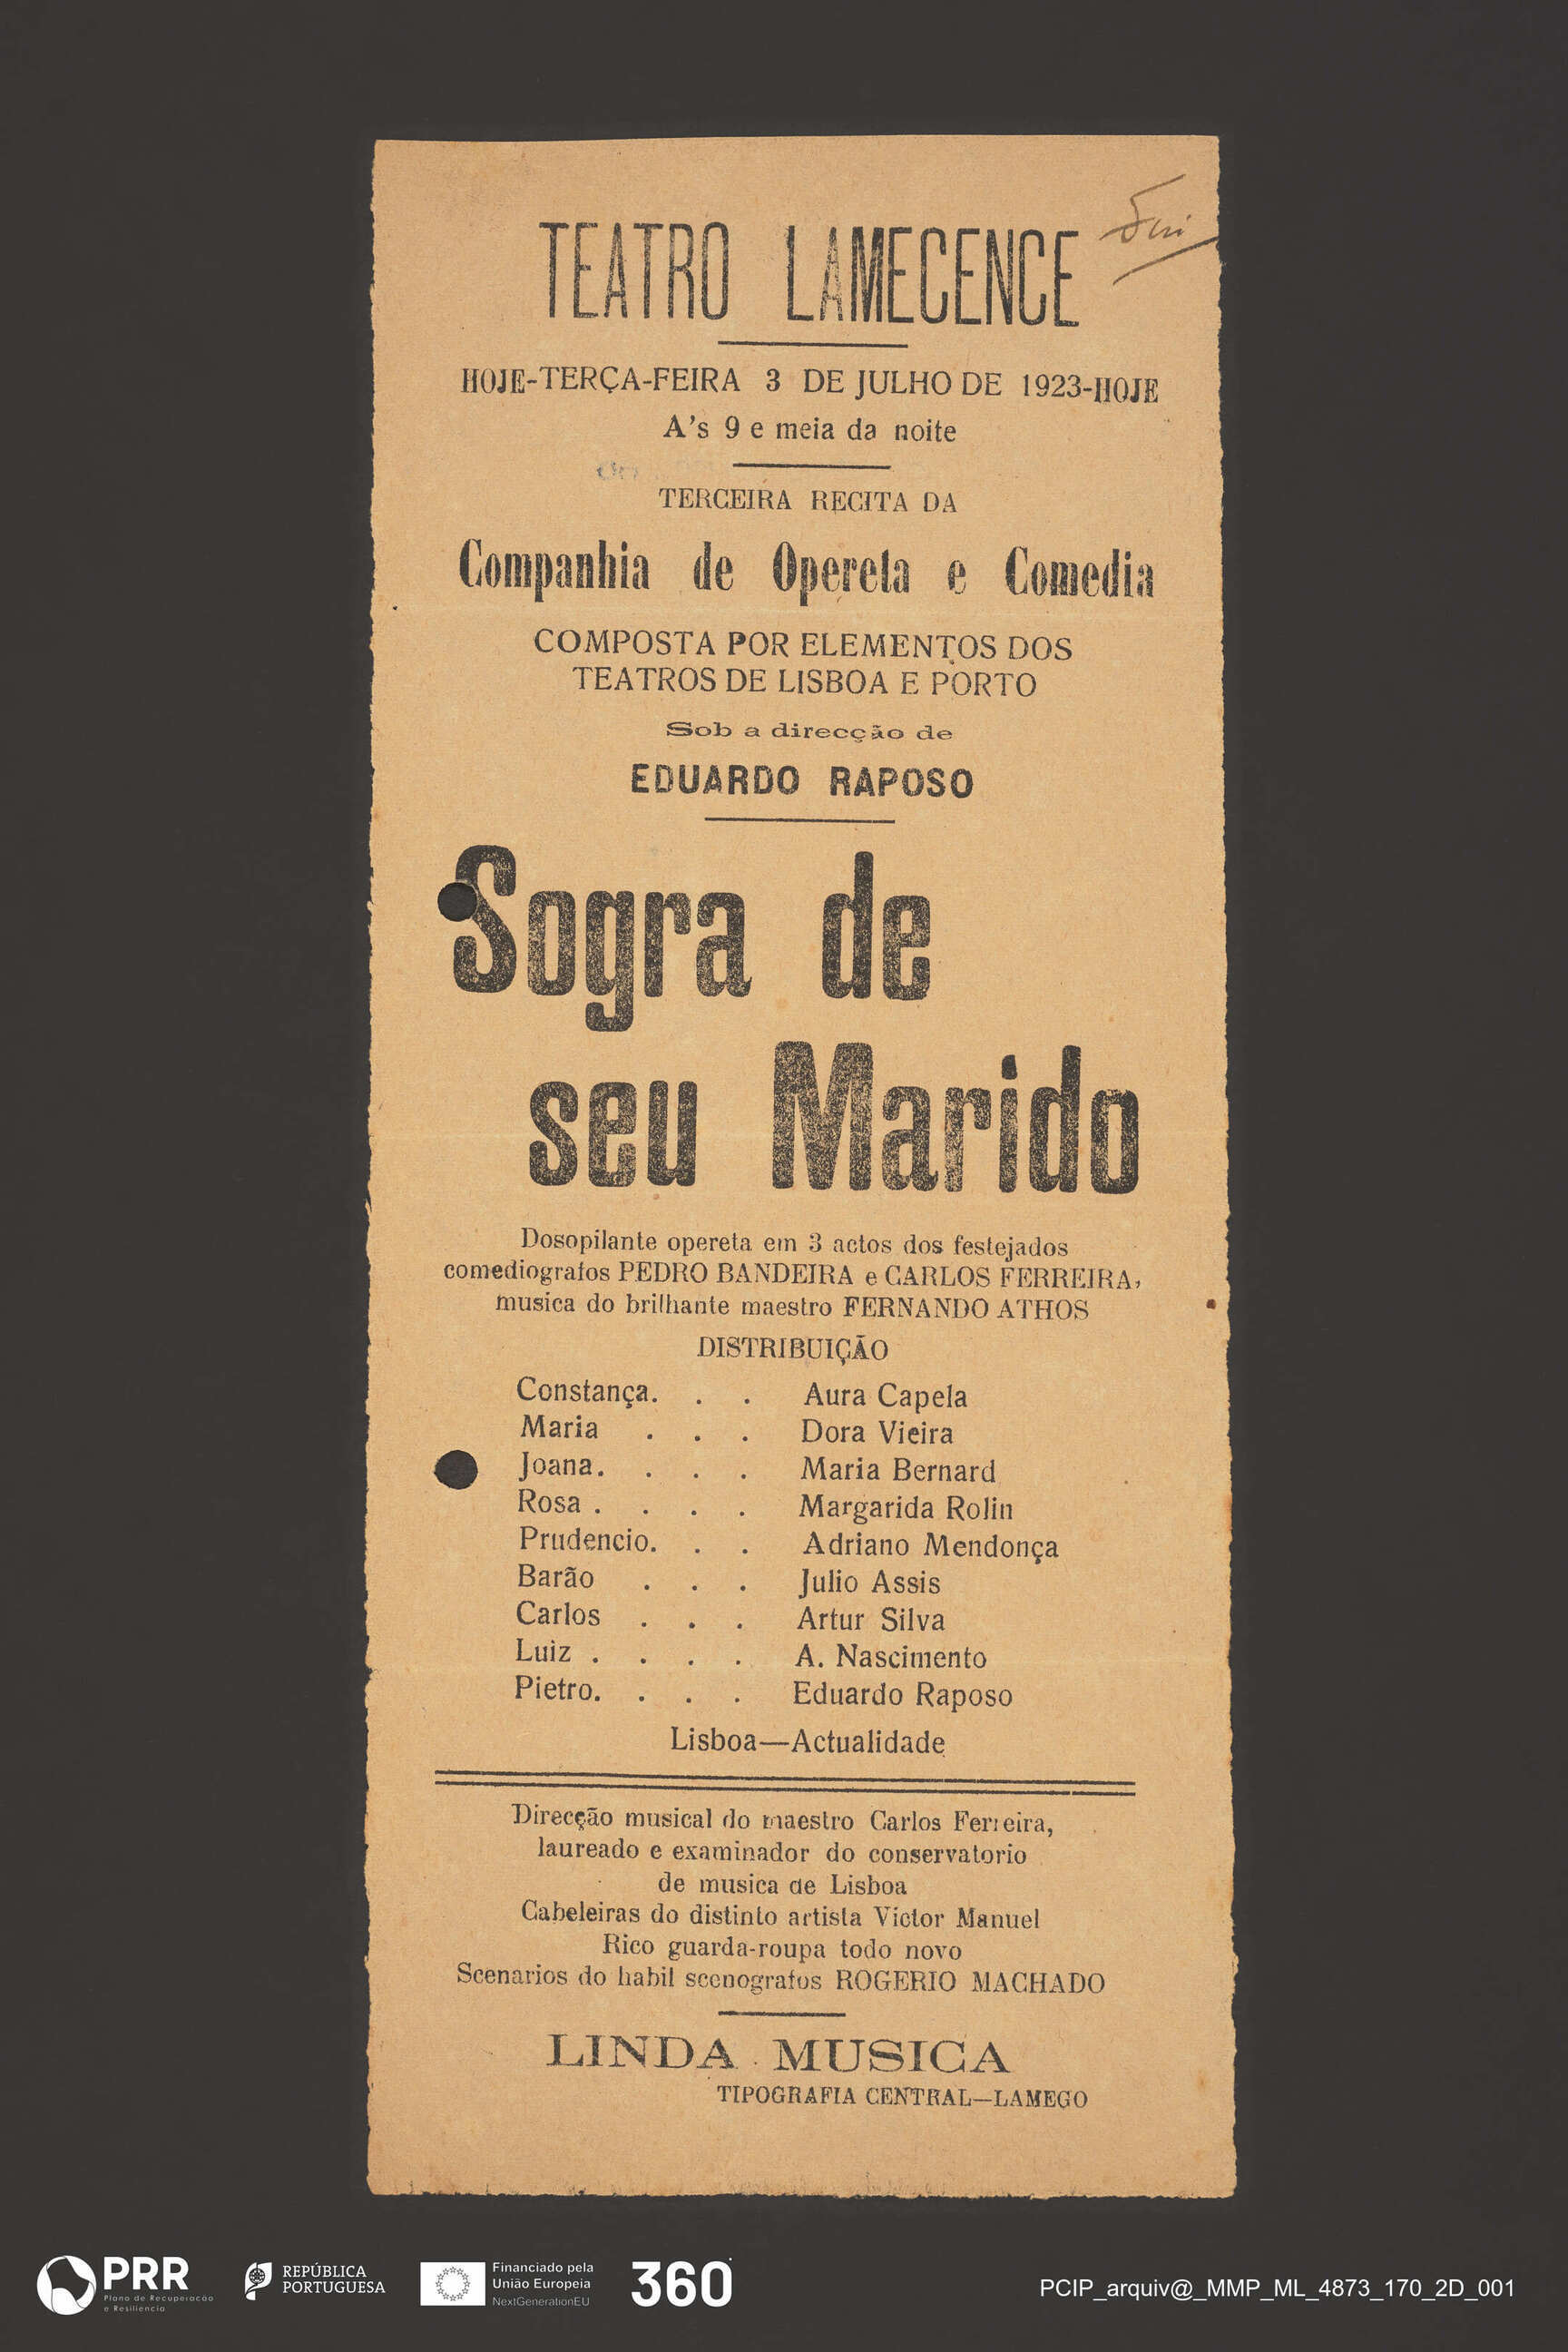 TEATRO LAMECENCE
HOJE-TERÇA-FEIRA 3 DE JULHO DE 1923-HOJE
A's 9 e meia da noite
TERCEIRA RECITA DA
Companhia de Opereta e Comedia
COMPOSTA POR ELEMENTOS DOS
TEATROS DE LISBOA E PORTO
Sob a direcção de
EDUARDO RAPOSO
Sogra de
seu Marido
Dosopilante opereta em 3 actos dos festejados
comediografos PEDRO BANDEIRA e CARLOS FERREIRA,
musica do brilhante maestro FERNANDO ATHOS
DISTRIBUIÇÃO
Constança. . . Aura Capela
Maria . . . Dora Vieira
Joana. . . . Maria Bernard
Rosa . . . . Margarida Rolin
Prudencio. . . Adriano Mendonça
Barão . . . Julio Assis
Carlos . . . Artur Silva
Luiz . . . . A. Nascimento
Pietro. . . . Eduardo Raposo
Lisboa—Actualidade
Direcção musical do maestro Carlos Ferreira,
laureado e examinador do conservatorio
de musica de Lisboa
Cabeleiras do distinto artista Victor Manuel
Rico guarda-roupa todo novo
Scenarios do habil scenografos ROGERIO MACHADO
LINDA MUSICA
TIPOGRAFIA CENTRAL—LAMEGO
PRR
Plano de Recuperação
e Resiliência
REPÚBLICA
PORTUGUESA
Financiado pela
União Europeia
NextGenerationEU
360
PCIP_arquiv@_MMP_ML_4873_170_2D_001